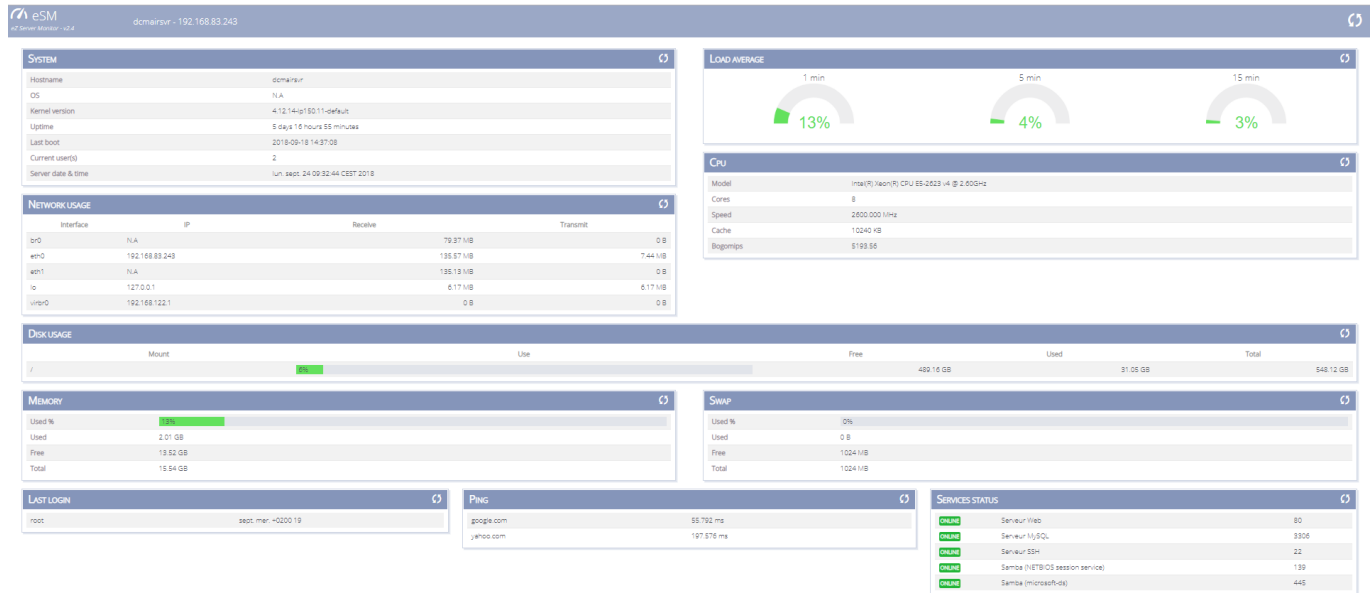 eSM
eZ Server Monitor - v2.4
dcmairsvr - 192.168.83.243
SYSTEM
Hostname dcmairsvr
OS N.A
Kernel version 4.12.14-lp150.11-default
Uptime 5 days 16 hours 55 minutes
Last boot 2018-09-18 14:37:08
Current user(s) 2
Server date & time lun. sept. 24 09:32:44 CEST 2018
LOAD AVERAGE
1 min 5 min 15 min
13% 4% 3%
CPU
Model Intel(R) Xeon(R) CPU E5-2623 v4 @ 2.60GHz
Cores 8
Speed 2600.000 MHz
Cache 10240 KB
Bogomips 5193.56
NETWORK USAGE
Interface IP Receive Transmit
br0 N.A 79.37 MB 0 B
eth0 192.168.83.243 135.57 MB 7.44 MB
eth1 N.A 135.13 MB 0 B
lo 127.0.0.1 6.17 MB 6.17 MB
virbr0 192.168.122.1 0 B 0 B
DISK USAGE
Mount Use Free Used Total
/ 6% 489.16 GB 31.05 GB 548.12 GB
MEMORY
Used % 13%
Used 2.01 GB
Free 13.52 GB
Total 15.54 GB
SWAP
Used % 0%
Used 0 B
Free 1024 MB
Total 1024 MB
LAST LOGIN
root sept. mer. +0200 19
PING
google.com 55.792 ms
yahoo.com 197.576 ms
SERVICES STATUS
ONLINE Serveur Web 80
ONLINE Serveur MySQL 3306
ONLINE Serveur SSH 22
ONLINE Samba (NETBIOS session service) 139
ONLINE Samba (microsoft-ds) 445